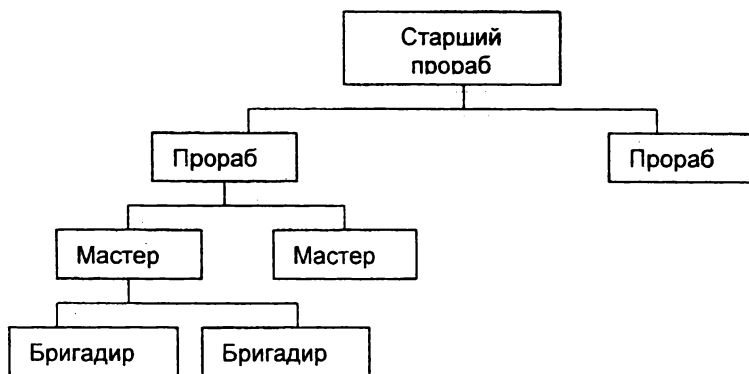 Старший
прораб
Прораб
Прораб
Мастер
Мастер
Бригадир
Бригадир